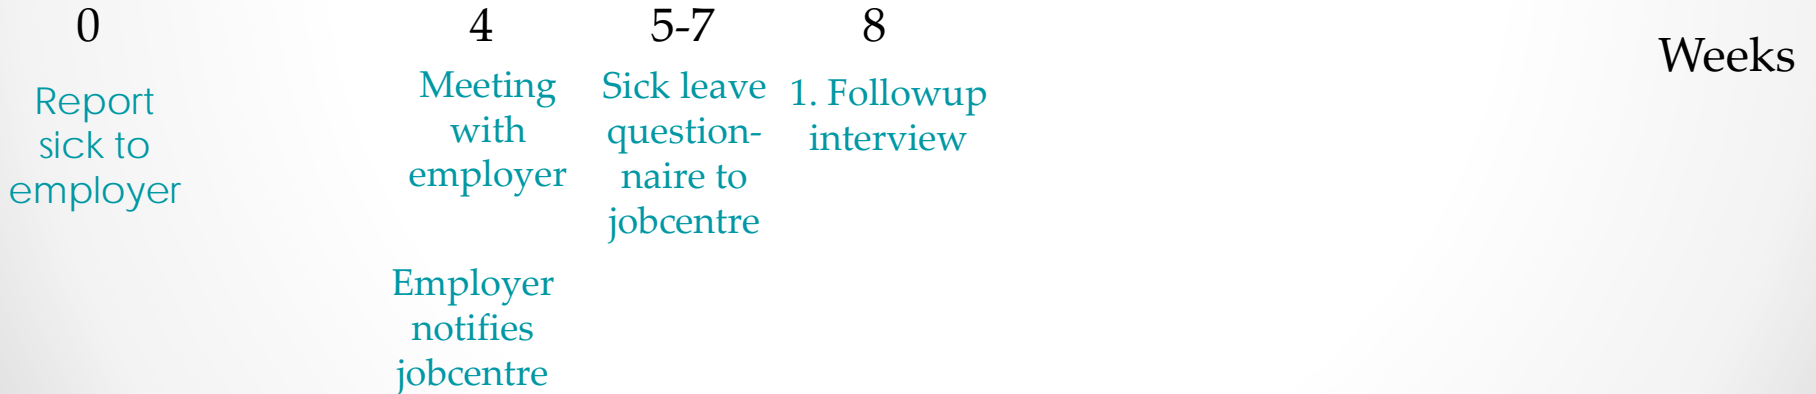 0
Report
sick to
employer
4
Meeting
with
employer
Employer
notifies
jobcentre
5-7
Sick leave
question-
naire to
jobcentre
8
1. Followup
interview
Weeks